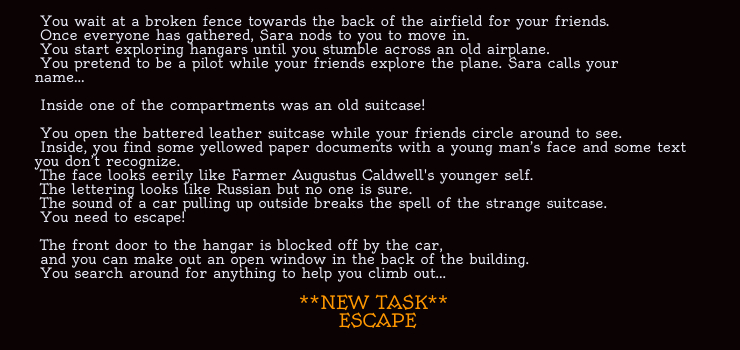 You wait at a broken fence towards the back of the airfield for your friends.
Once everyone has gathered, Sara nods to you to move in.
You start exploring hangars until you stumble across an old airplane.
You pretend to be a pilot while your friends explore the plane. Sara calls your
name...
Inside one of the compartments was an old suitcase!
You open the battered leather suitcase while your friends circle around to see.
Inside, you find some yellowed paper documents with a young man's face and some text
you don't recognize.
The face looks eerily like Farmer Augustus Caldwell's younger self.
The lettering looks like Russian but no one is sure.
The sound of a car pulling up outside breaks the spell of the strange suitcase.
You need to escape!
The front door to the hangar is blocked off by the car,
and you can make out an open window in the back of the building.
You search around for anything to help you climb out...
**NEW TASK**
ESCAPE